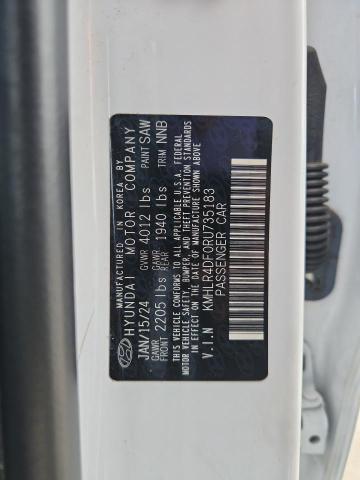 MANUFACTURED IN KOREA BY
HYUNDAI MOTOR COMPANY
JAN/15/24 GVWR 4012 lbs PAINT SAW
GAWR FRONT 2205 lbs GAWR REAR 1940 lbs TRIM NNB
THIS VEHICLE CONFORMS TO ALL APPLICABLE U.S.A. FEDERAL
MOTOR VEHICLE SAFETY, BUMPER, AND THEFT PREVENTION STANDARDS
IN EFFECT ON THE DATE OF MANUFACTURE SHOWN ABOVE.
V.I.N KMHLR4DF0RU735183
PASSENGER CAR